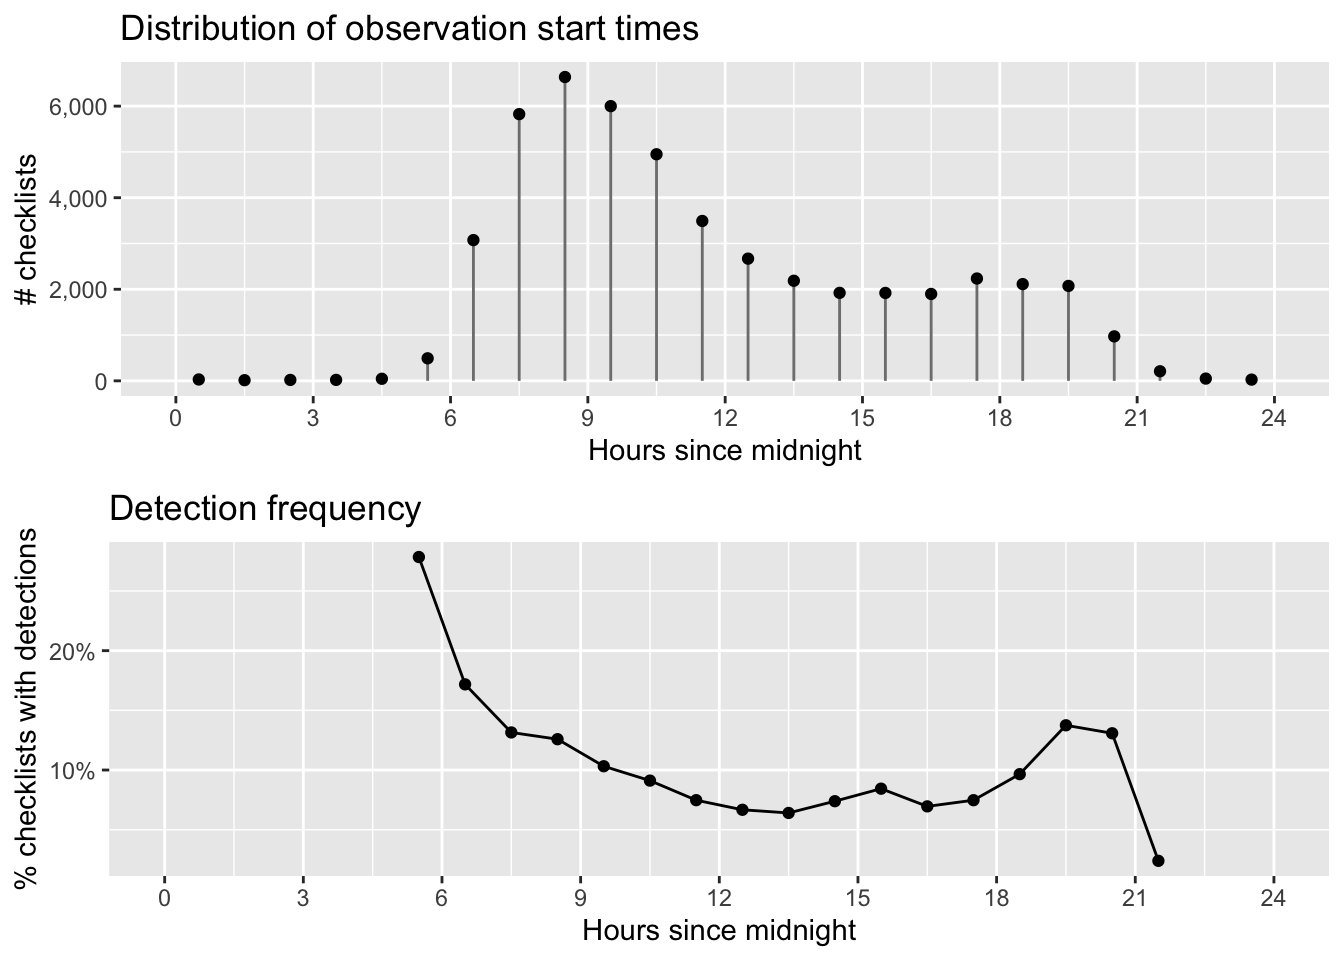 Distribution of observation start times
# checklists
6,000
4,000
2,000
0
0 3 6 9 12 15 18 21 24
Hours since midnight
Detection frequency
% checklists with detections
20%
10%
0 3 6 9 12 15 18 21 24
Hours since midnight